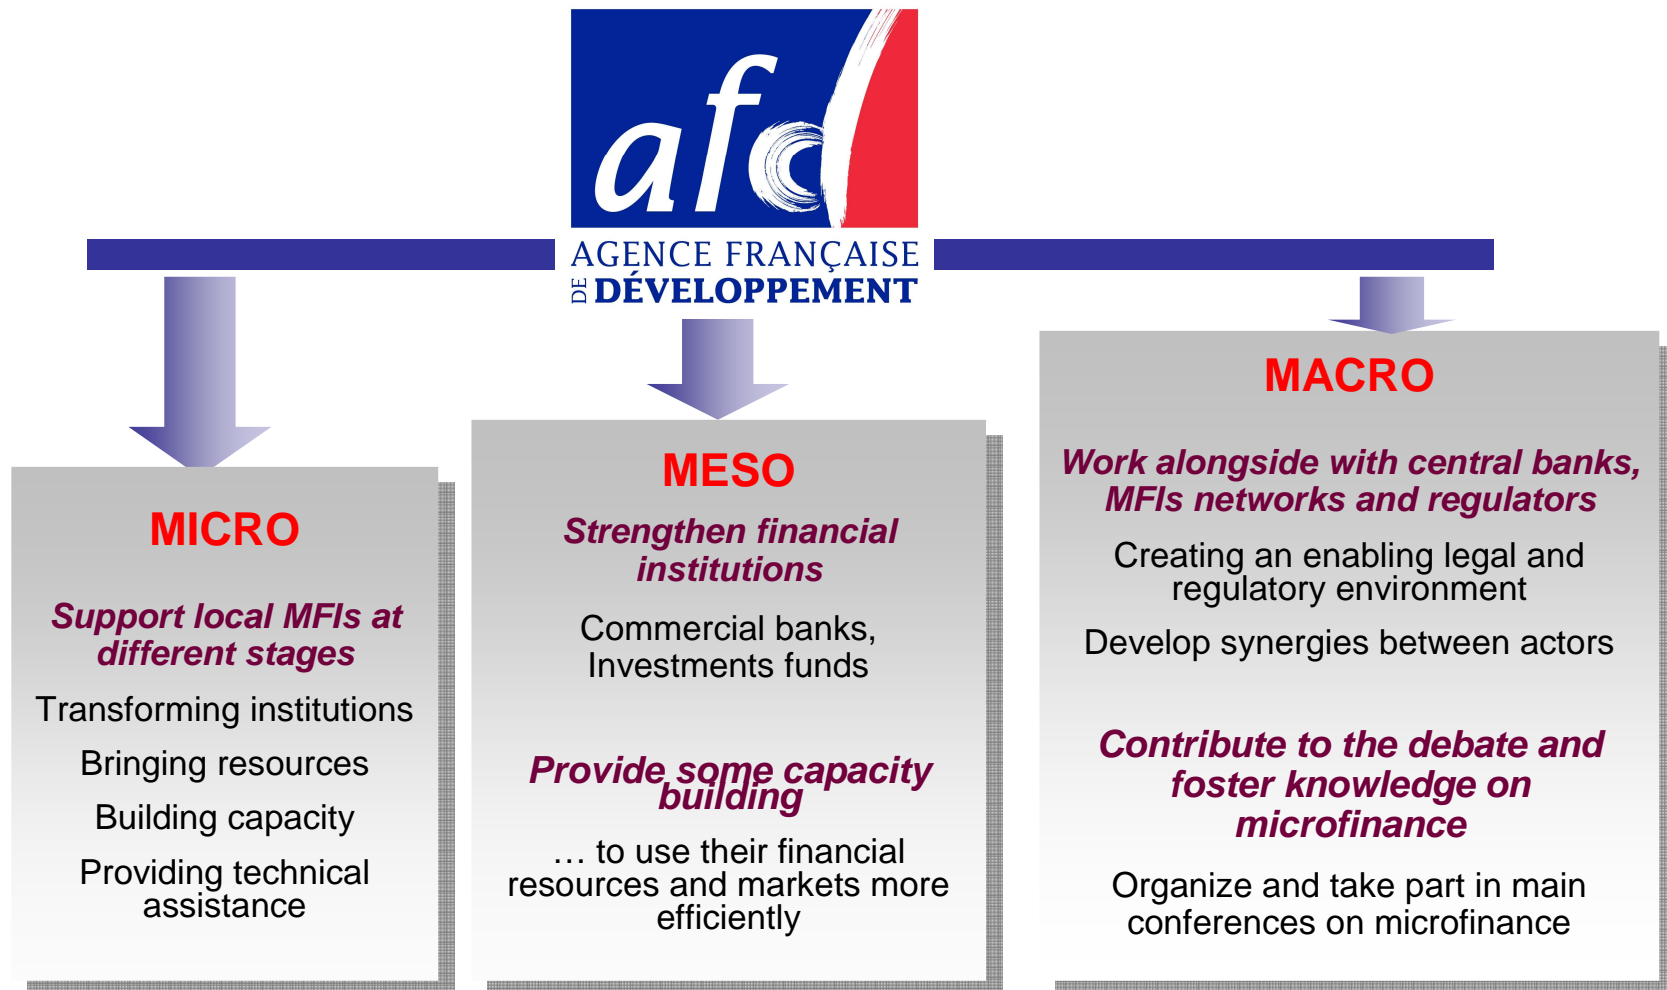 afd
AGENCE FRANÇAISE
DE DÉVELOPPEMENT
MICRO
Support local MFIs at
different stages
Transforming institutions
Bringing resources
Building capacity
Providing technical
assistance
MESO
Strengthen financial
institutions
Commercial banks,
Investments funds
Provide some capacity
building
… to use their financial
resources and markets more
efficiently
MACRO
Work alongside with central banks,
MFIs networks and regulators
Creating an enabling legal and
regulatory environment
Develop synergies between actors
Contribute to the debate and
foster knowledge on
microfinance
Organize and take part in main
conferences on microfinance